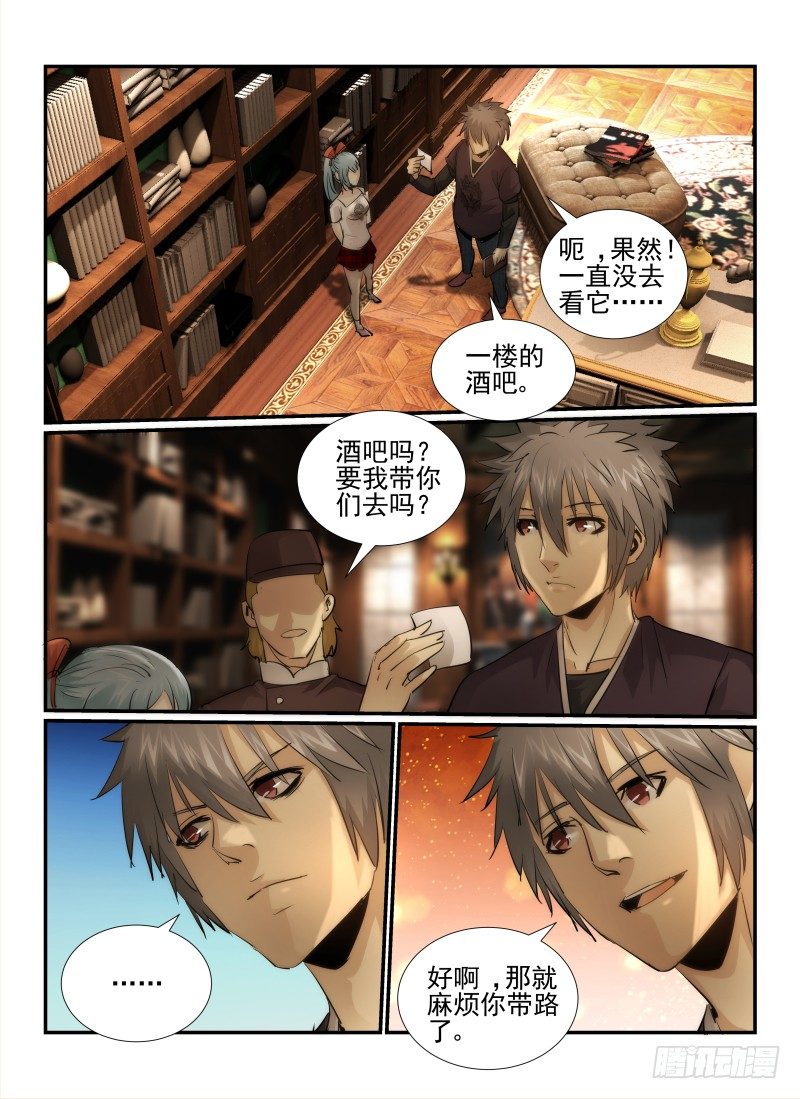 呃，果然！
一直没去
看它……
一楼的
酒吧。
酒吧吗？
要我带你
们去吗？
……
好啊，那就
麻烦你带路
了。
腾讯动漫